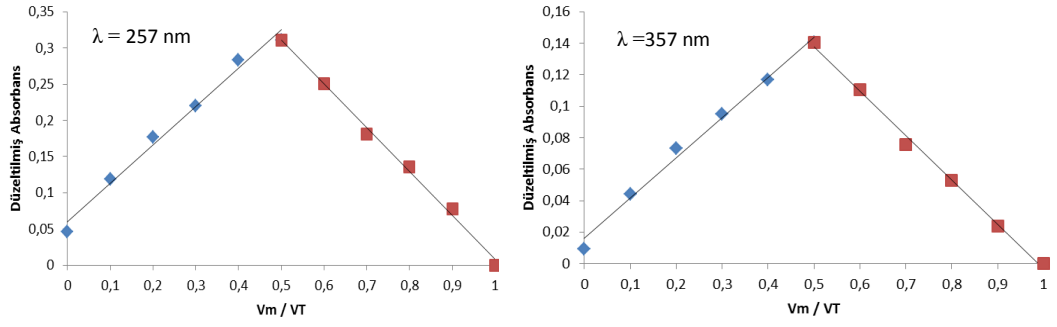 λ = 257 nm
Düzeltilmiş Absorbans
0,35
0,3
0,25
0,2
0,15
0,1
0,05
0
0 0,1 0,2 0,3 0,4 0,5 0,6 0,7 0,8 0,9 1
Vm / VT
λ =357 nm
Düzeltilmiş Absorbans
0,16
0,14
0,12
0,1
0,08
0,06
0,04
0,02
0
0 0,1 0,2 0,3 0,4 0,5 0,6 0,7 0,8 0,9 1
Vm / VT